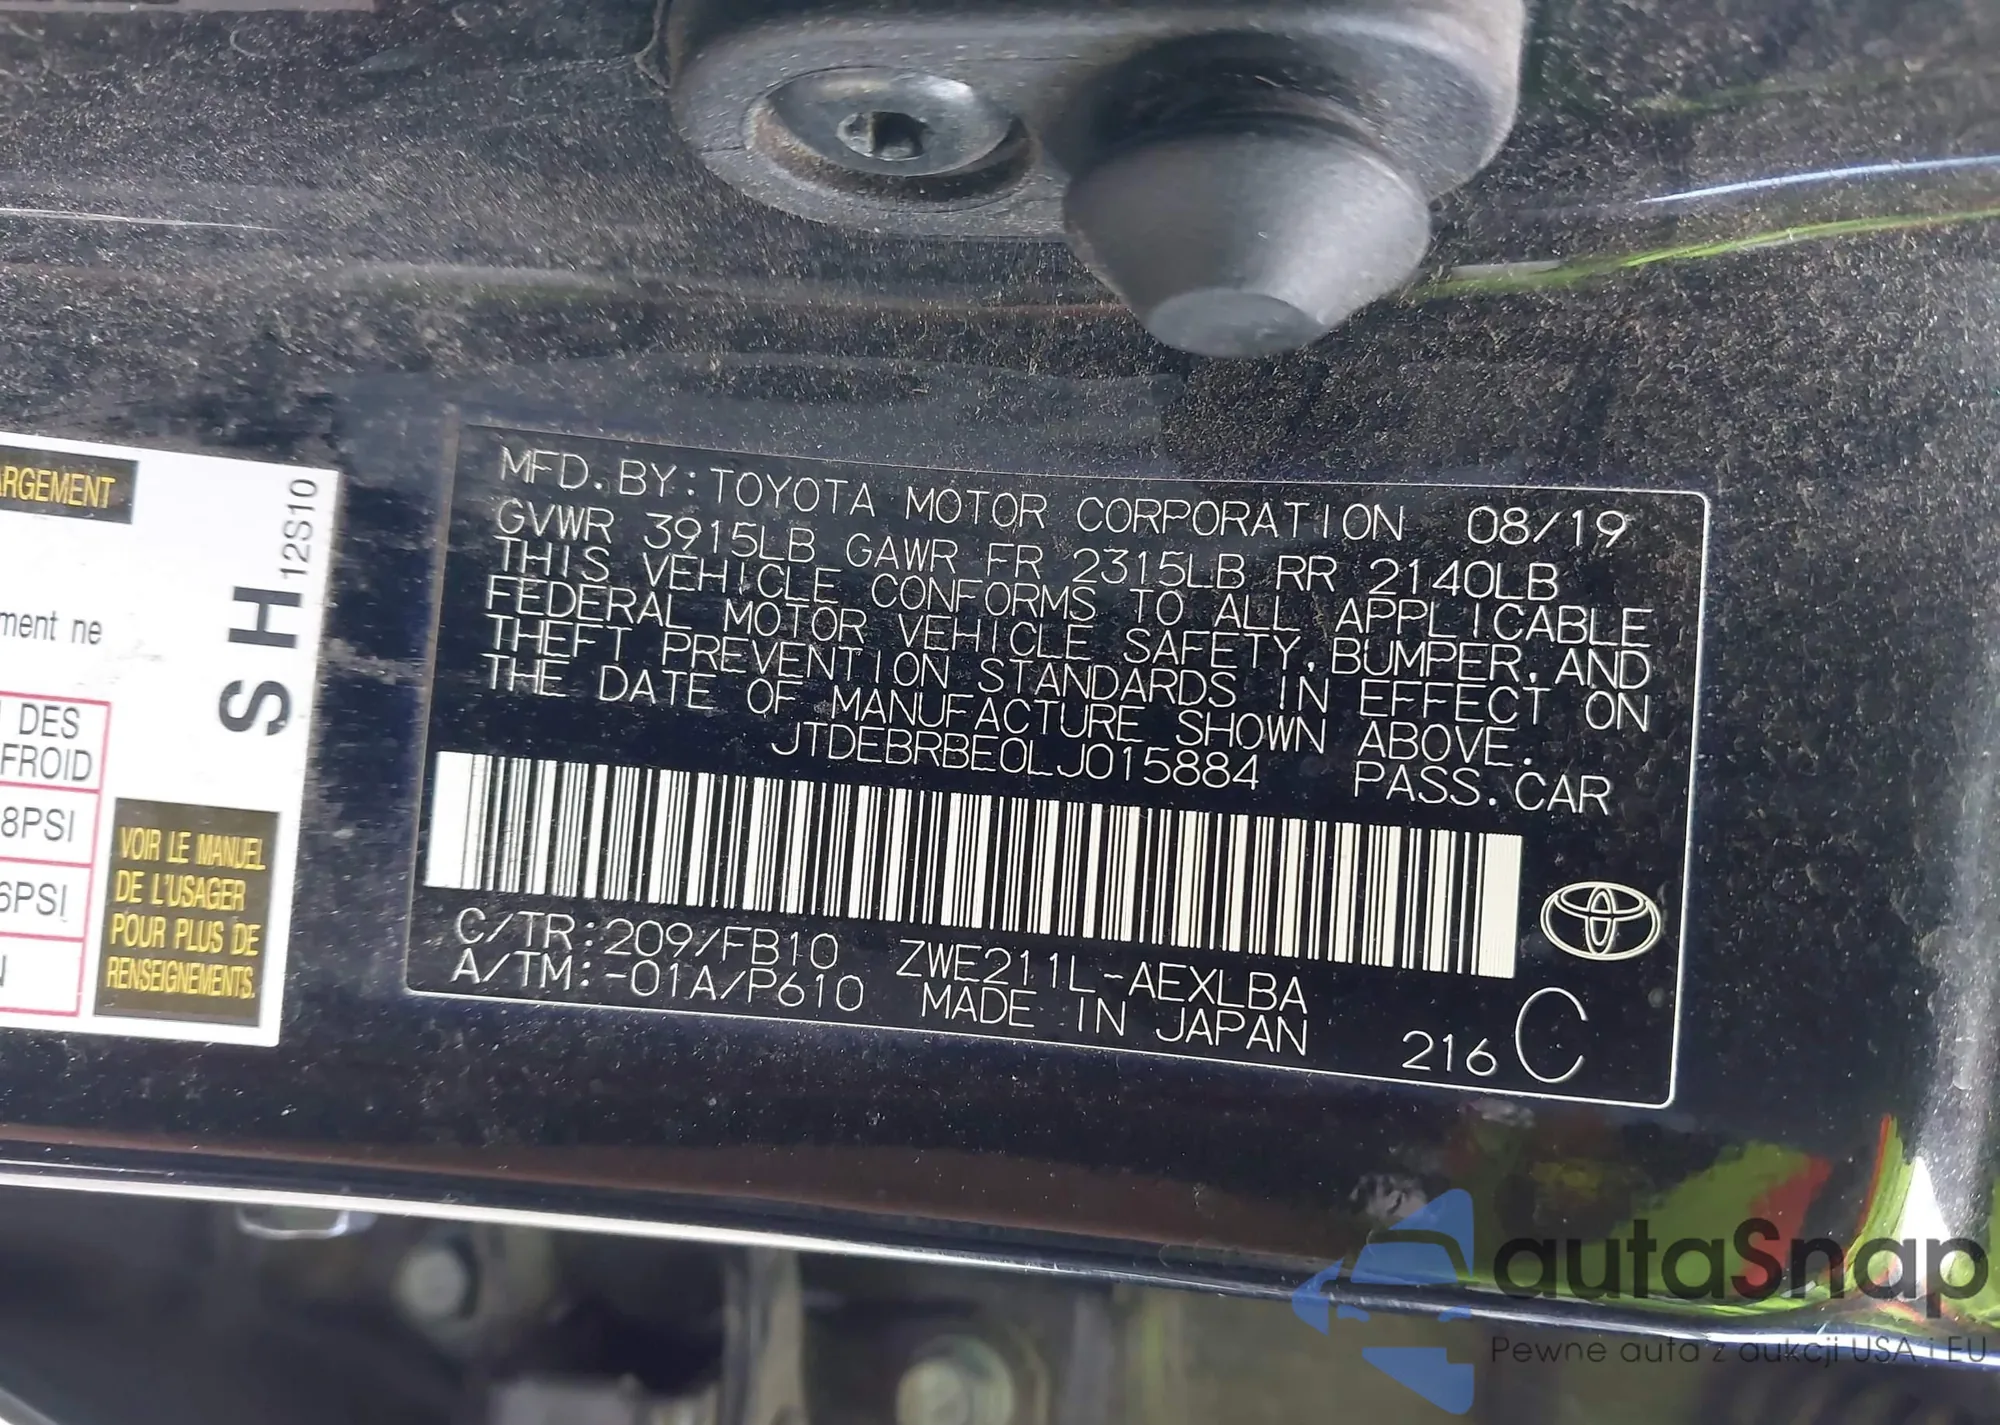 ARGEMENT
ment ne
DES
FROID
8PSI
6PSI
N
SH 12S10
VOIR LE MANUEL
DE L'USAGER
POUR PLUS DE
RENSEIGNEMENTS.
MFD. BY: TOYOTA MOTOR CORPORATION 08/19
GVWR 3915LB GAWR FR 2315LB RR 2140LB
THIS VEHICLE CONFORMS TO ALL APPLICABLE
FEDERAL MOTOR VEHICLE SAFETY, BUMPER, AND
THEFT PREVENTION STANDARDS IN EFFECT ON
THE DATE OF MANUFACTURE SHOWN ABOVE.
JTDEBRBE0LJ015884 PASS. CAR
C/TR: 209/FB10 ZWE211L-AEXLBA
A/TM: -01A/P610 MADE IN JAPAN 216 C
autaSnap
Pewne auta z aukcji USA i EU